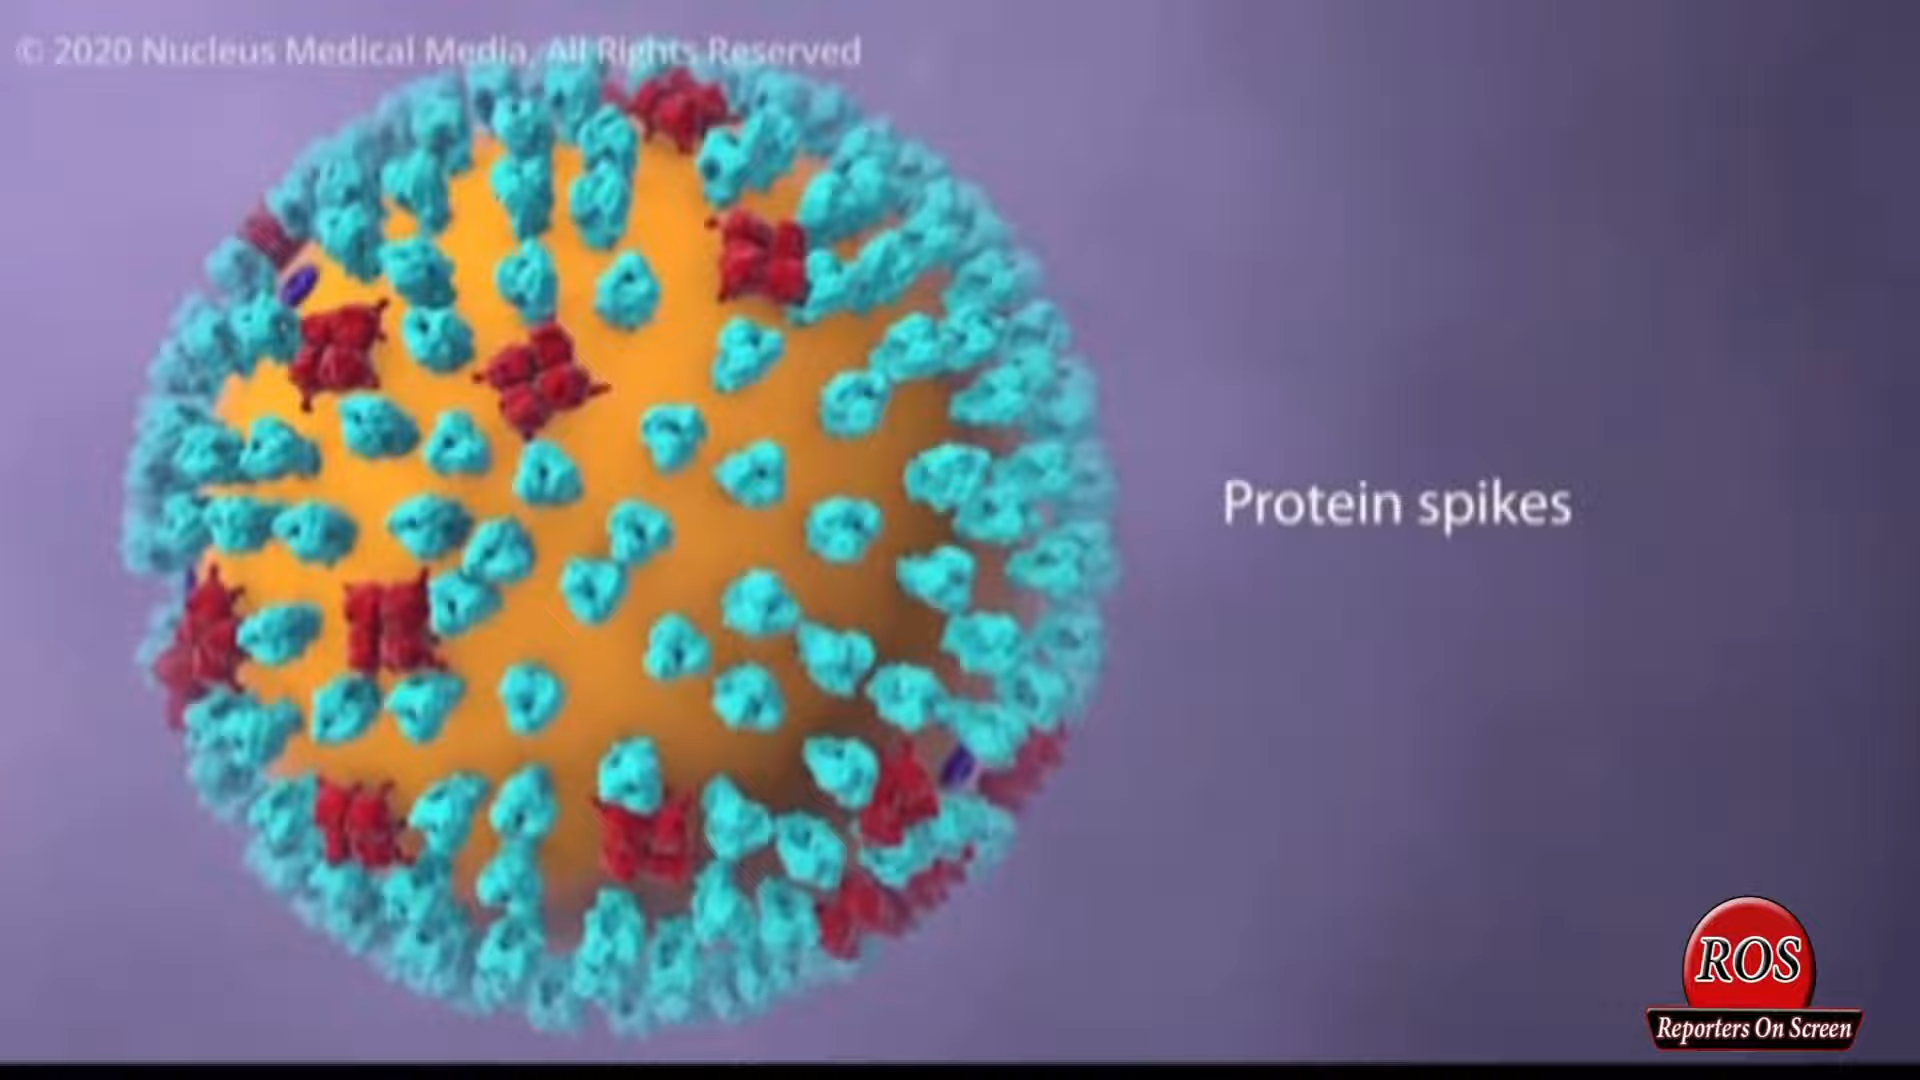 © 2020 Nucleus Medical Media, All Rights Reserved
Protein spikes
ROS
Reporters On Screen